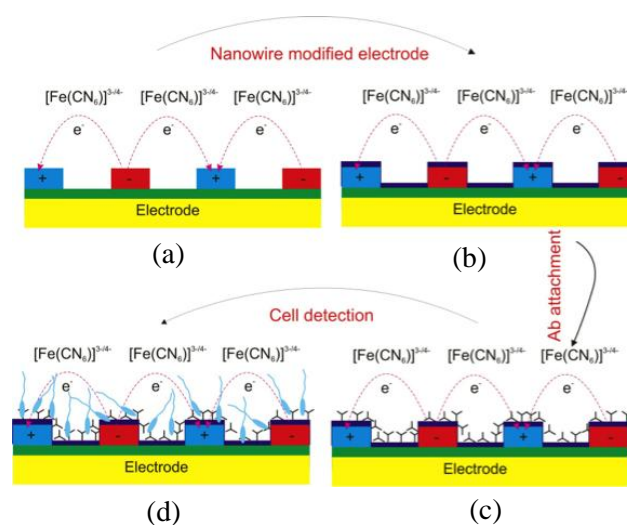 Nanowire modified electrode
[Fe(CN₆)]³⁻/⁴⁻ [Fe(CN₆)]³⁻/⁴⁻ [Fe(CN₆)]³⁻/⁴⁻
e⁻ e⁻ e⁻
+ - + -
Electrode
(a)
[Fe(CN₆)]³⁻/⁴⁻ [Fe(CN₆)]³⁻/⁴⁻ [Fe(CN₆)]³⁻/⁴⁻
e⁻ e⁻ e⁻
+ - + -
Electrode
(b)
Ab attachment
Cell detection
[Fe(CN₆)]³⁻/⁴⁻ [Fe(CN₆)]³⁻/⁴⁻ [Fe(CN₆)]³⁻/⁴⁻
e⁻ e⁻ e⁻
+ - + -
Electrode
(d)
[Fe(CN₆)]³⁻/⁴⁻ [Fe(CN₆)]³⁻/⁴⁻ [Fe(CN₆)]³⁻/⁴⁻
e⁻ e⁻ e⁻
+ - + -
Electrode
(c)